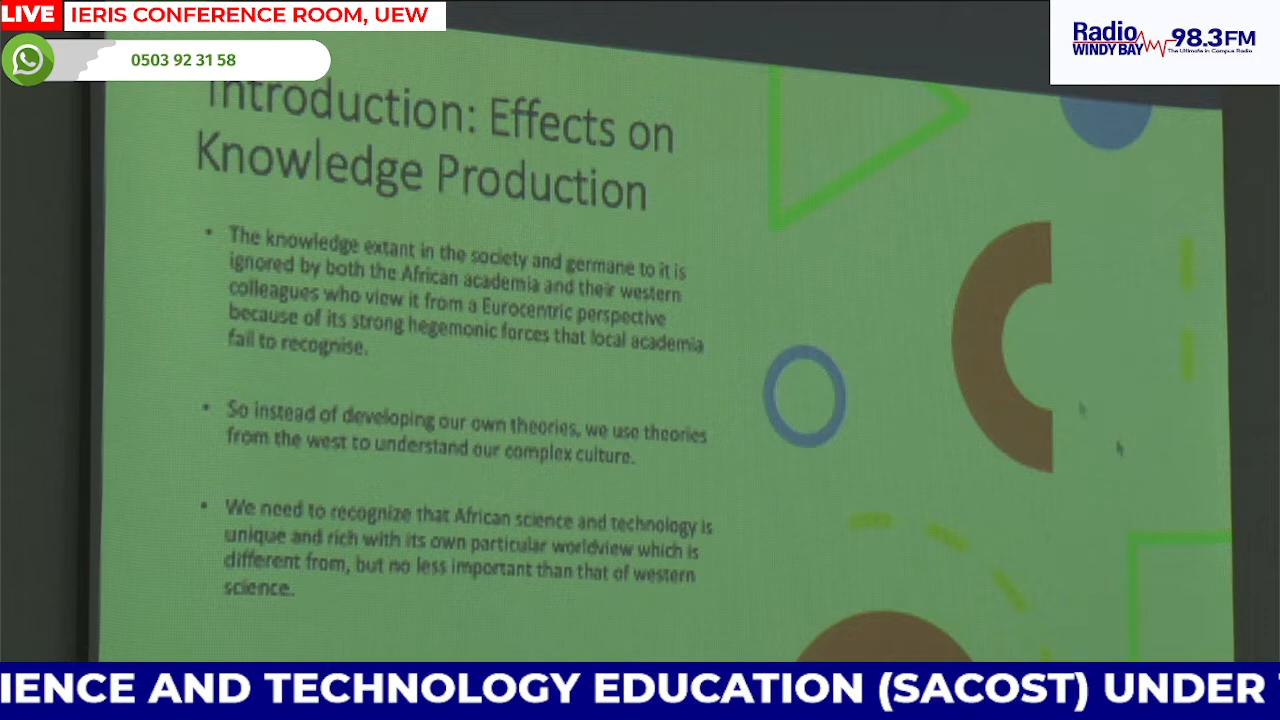 LIVE IERIS CONFERENCE ROOM, UEW
0503 92 31 58
Radio
WINDY BAY 98.3FM
The Ultimate in Campus Radio
Introduction: Effects on
Knowledge Production
• The knowledge extant in the society and germane to it is
ignored by both the African academia and their western
colleagues who view it from a Eurocentric perspective
because of its strong hegemonic forces that local academia
fail to recognise.
• So instead of developing our own theories, we use theories
from the west to understand our complex culture.
• We need to recognize that African science and technology is
unique and rich with its own particular worldview which is
different from, but no less important than that of western
science.
IENCE AND TECHNOLOGY EDUCATION (SACOST) UNDER